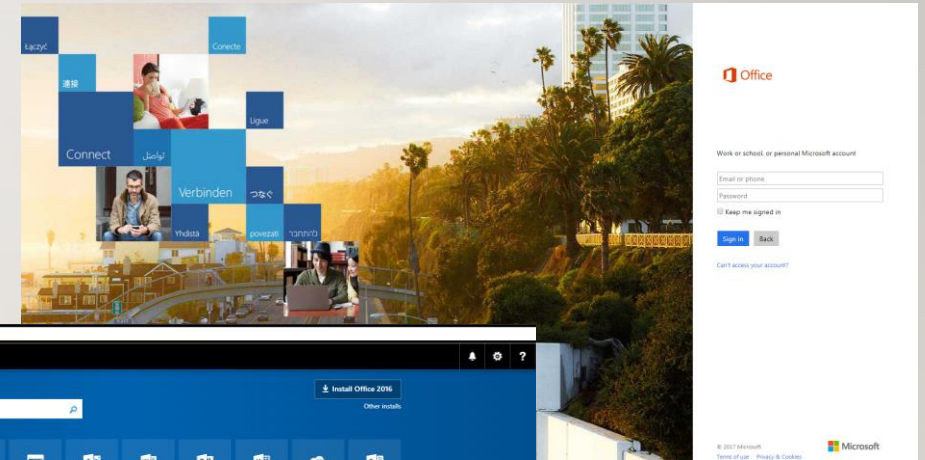 Łączyć
Conecte
連接
Ligue
Connect
تواصل
Verbinden
つなぐ
Yhdistä
povezati
להתחבר
Office
Work or school, or personal Microsoft account
Email or phone
Password
Keep me signed in
Sign in
Back
Can't access your account?
?
Install Office 2016
Other installs
© 2017 Microsoft
Microsoft
Terms of use
Privacy & Cookies